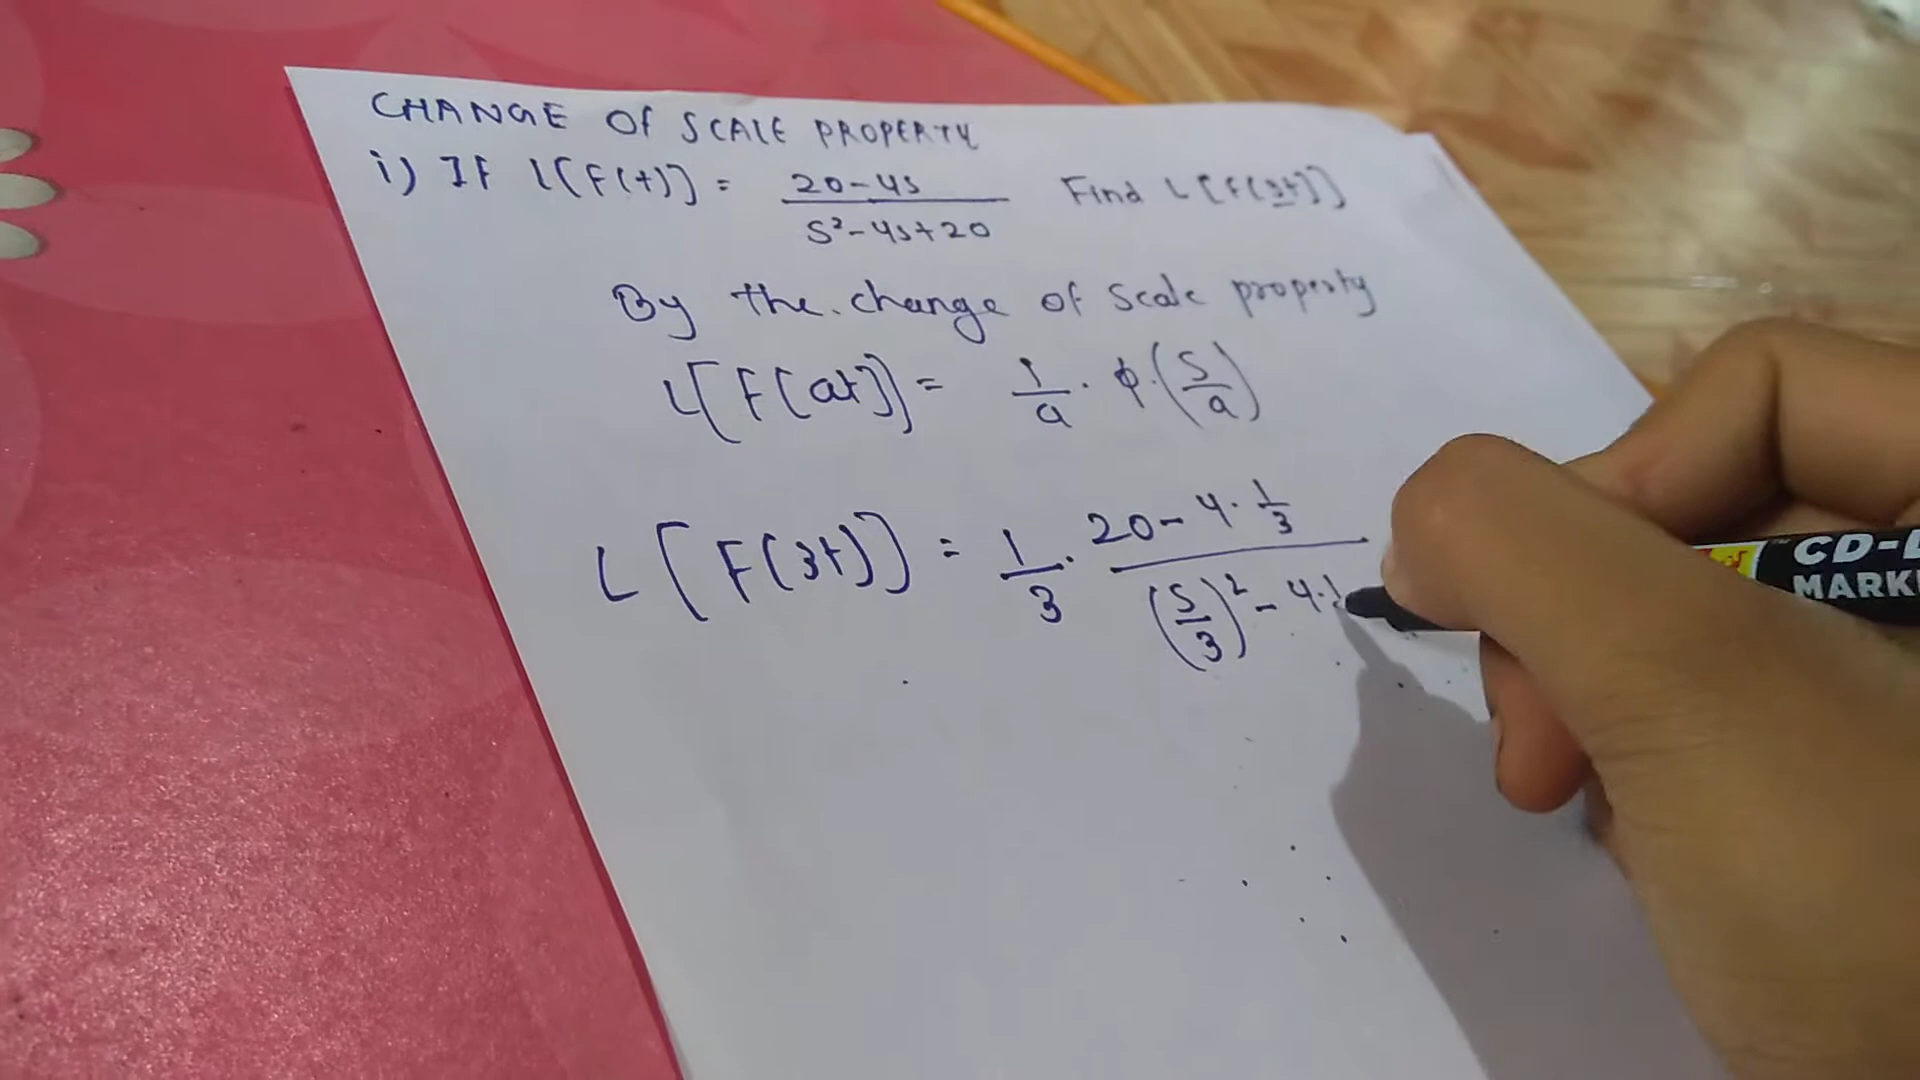 CHANGE OF SCALE PROPERTY
i) If L[F(t)] = 20-4s / s²-4s+20 Find L[F(3t)]
By the change of scale property
L[F[at]] = 1/a . φ.(s/a)
L[F(3t)] = 1/3 . 20-4.1/3 / (s/3)² - 4.1
CD-
MARK